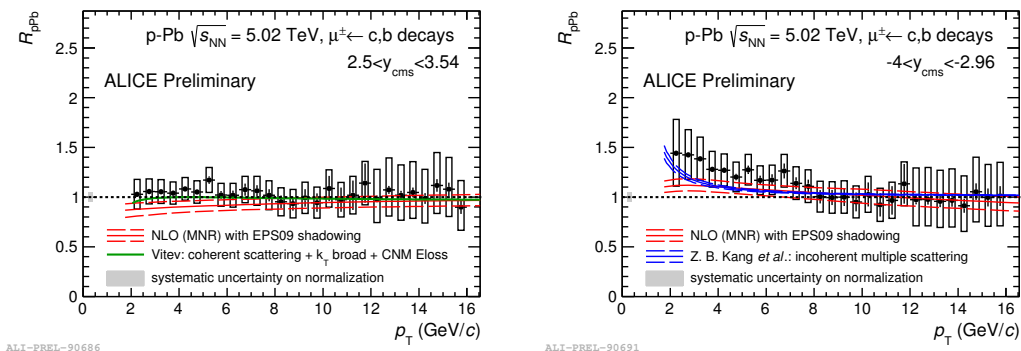 R_pPb
p-Pb √s_NN = 5.02 TeV, μ^±← c,b decays
2.5<y_cms<3.54
ALICE Preliminary
2.5
2
1.5
1
0.5
0
NLO (MNR) with EPS09 shadowing
Vitev: coherent scattering + k_T broad + CNM Eloss
systematic uncertainty on normalization
0 2 4 6 8 10 12 14 16
p_T (GeV/c)
ALI-PREL-90686
R_pPb
p-Pb √s_NN = 5.02 TeV, μ^±← c,b decays
-4<y_cms<-2.96
ALICE Preliminary
2.5
2
1.5
1
0.5
0
NLO (MNR) with EPS09 shadowing
Z. B. Kang et al.: incoherent multiple scattering
systematic uncertainty on normalization
0 2 4 6 8 10 12 14 16
p_T (GeV/c)
ALI-PREL-90691